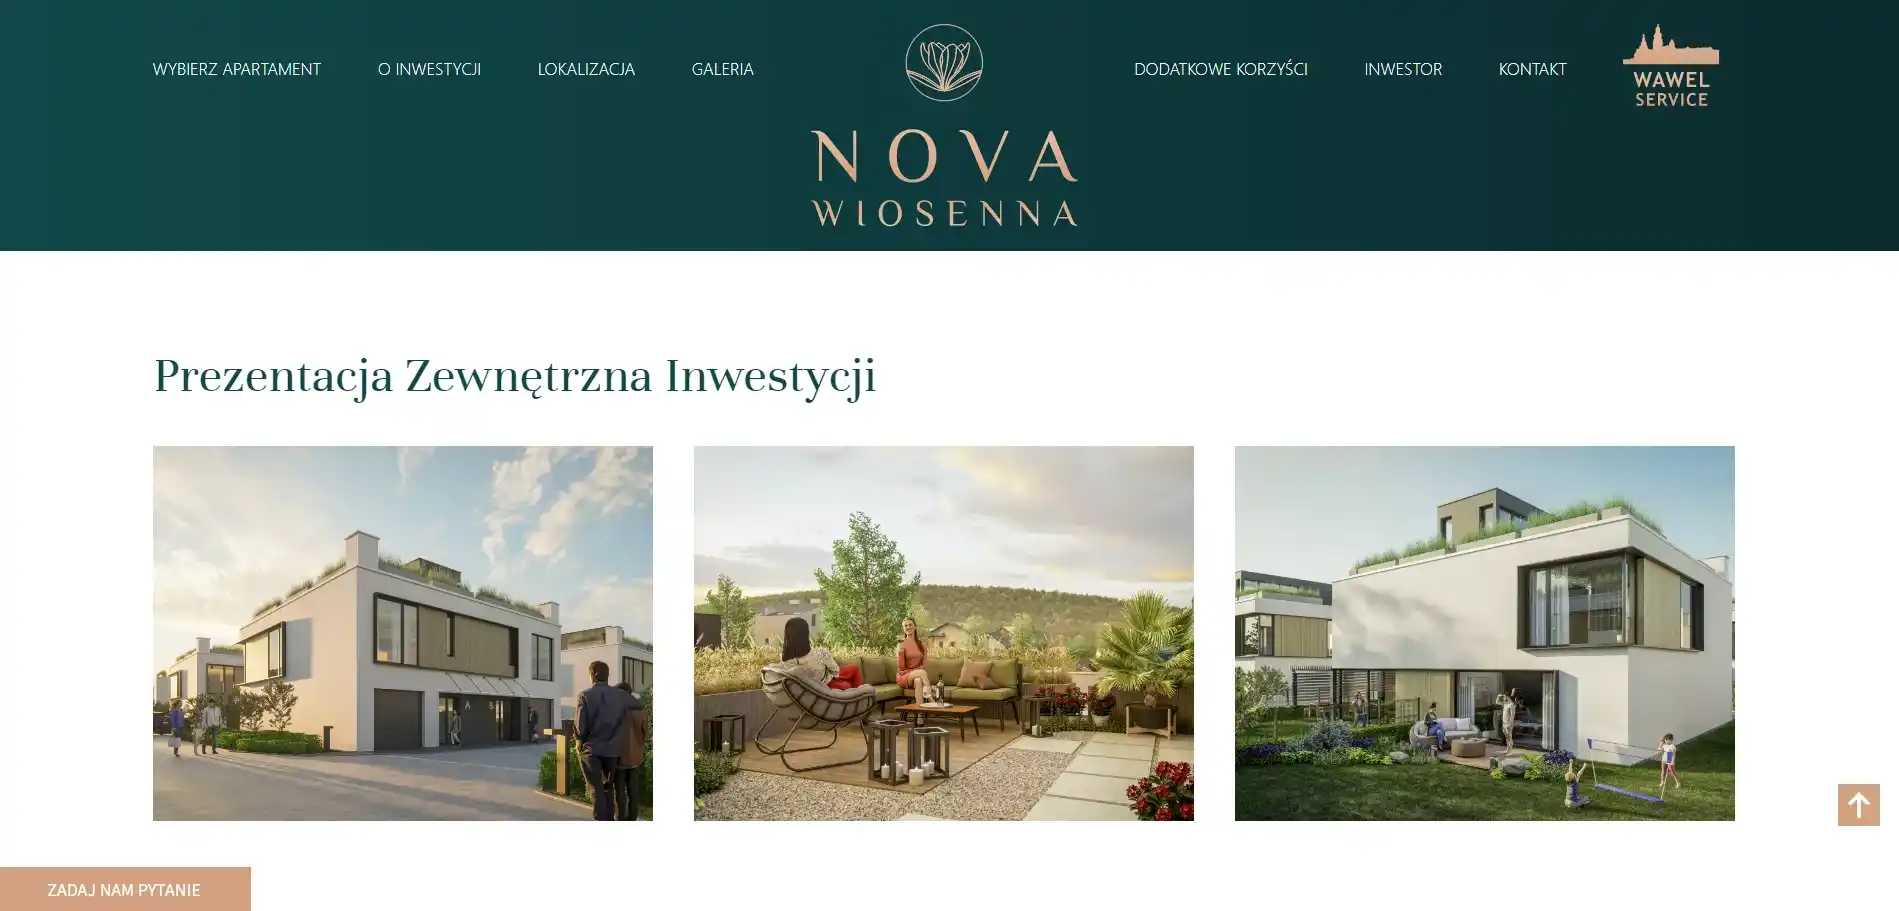 WYBIERZ APARTAMENT
O INWESTYCJI
LOKALIZACJA
GALERIA
NOVA
WIOSENNA
DODATKOWE KORZYŚCI
INWESTOR
KONTAKT
WAWEL
SERVICE
Prezentacja Zewnętrzna Inwestycji
A B
ZADAJ NAM PYTANIE